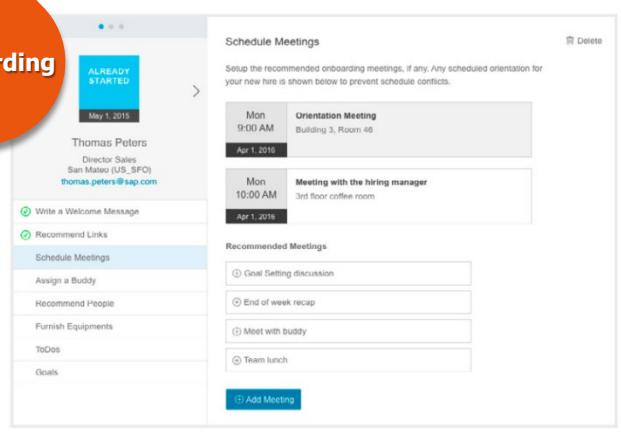 rding
ALREADY
STARTED
May 1, 2015
Thomas Peters
Director Sales
San Mateo (US_SFO)
thomas.peters@sap.com
Write a Welcome Message
Recommend Links
Schedule Meetings
Assign a Buddy
Recommend People
Furnish Equipments
ToDos
Goals
Schedule Meetings
Delete
Setup the recommended onboarding meetings, if any. Any scheduled orientation for
your new hire is shown below to prevent schedule conflicts.
Mon
9:00 AM
Apr 1, 2016
Orientation Meeting
Building 3, Room 46
Mon
10:00 AM
Apr 1, 2016
Meeting with the hiring manager
3rd floor coffee room
Recommended Meetings
Goal Setting discussion
End of week recap
Meet with buddy
Team lunch
Add Meeting